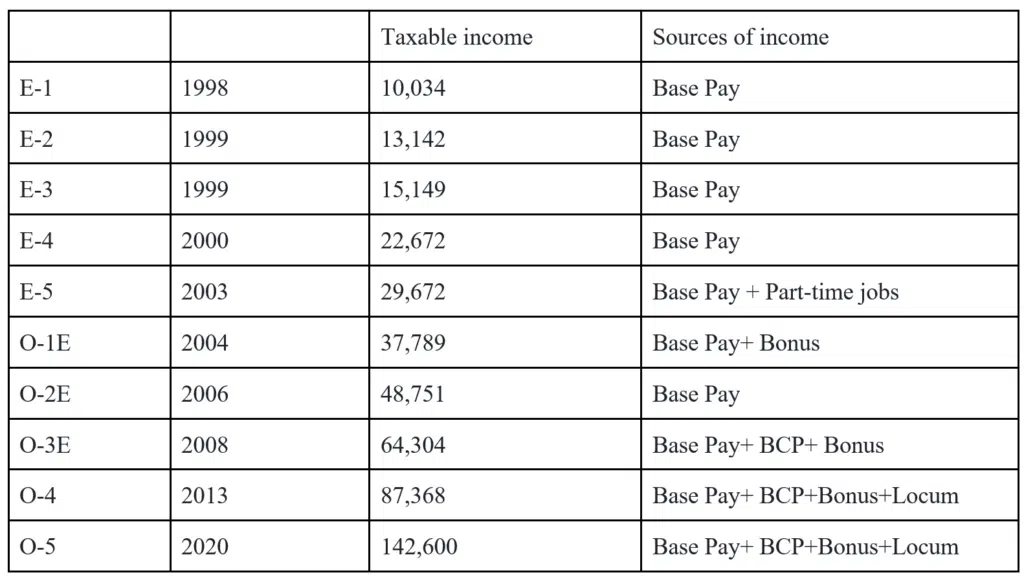 Taxable income Sources of income
E-1 1998 10,034 Base Pay
E-2 1999 13,142 Base Pay
E-3 1999 15,149 Base Pay
E-4 2000 22,672 Base Pay
E-5 2003 29,672 Base Pay + Part-time jobs
O-1E 2004 37,789 Base Pay+ Bonus
O-2E 2006 48,751 Base Pay
O-3E 2008 64,304 Base Pay+ BCP+ Bonus
O-4 2013 87,368 Base Pay+ BCP+Bonus+Locum
O-5 2020 142,600 Base Pay+ BCP+Bonus+Locum